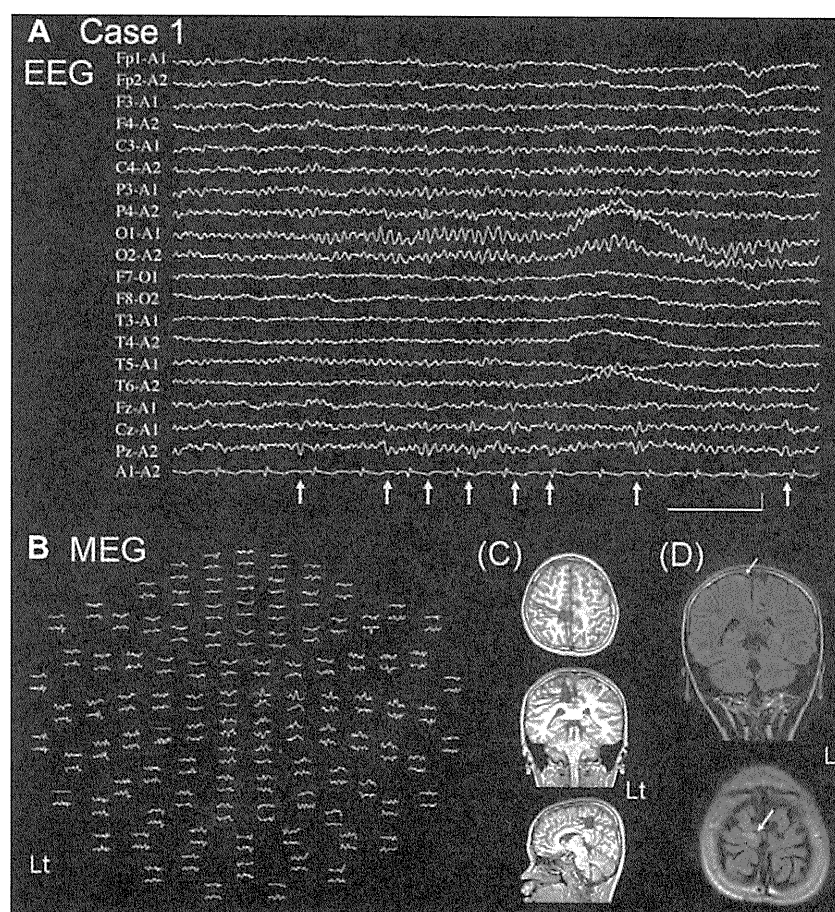 A Case 1
EEG
Fp1-A1
Fp2-A2
F3-A1
F4-A2
C3-A1
C4-A2
P3-A1
P4-A2
O1-A1
O2-A2
F7-O1
F8-O2
T3-A1
T4-A2
T5-A1
T6-A2
Fz-A1
Cz-A1
Pz-A2
A1-A2
B MEG
Lt
(C)
Lt
(D)
L